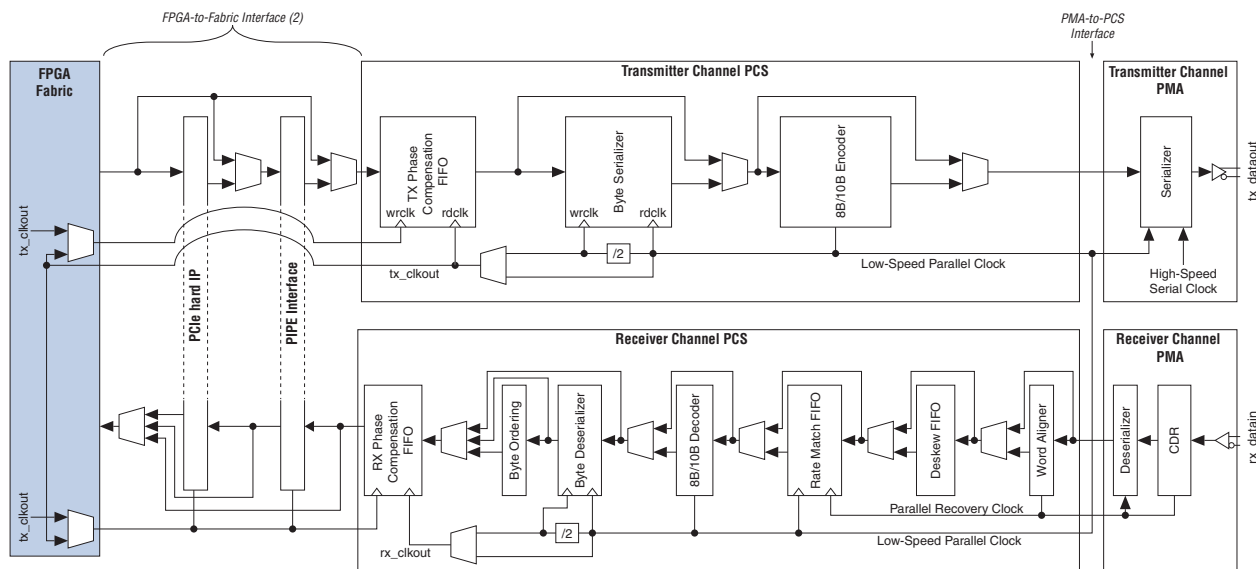 FPGA-to-Fabric Interface (2)
PMA-to-PCS
Interface
FPGA
Fabric
Transmitter Channel PCS
Transmitter Channel
PMA
TX Phase
Compensation
FIFO
wrclk
rdclk
Byte Serializer
wrclk
rdclk
8B/10B Encoder
Serializer
tx_dataout
tx_clkout
tx_clkout
/2
Low-Speed Parallel Clock
High-Speed
Serial Clock
PCIe hard IP
PIPE Interface
Receiver Channel PCS
Receiver Channel
PMA
RX Phase
Compensation
FIFO
Byte Ordering
Byte Deserializer
8B/10B Decoder
Rate Match FIFO
Deskew FIFO
Word Aligner
Deserializer
CDR
rx_datain
tx_clkout
Parallel Recovery Clock
/2
rx_clkout
Low-Speed Parallel Clock